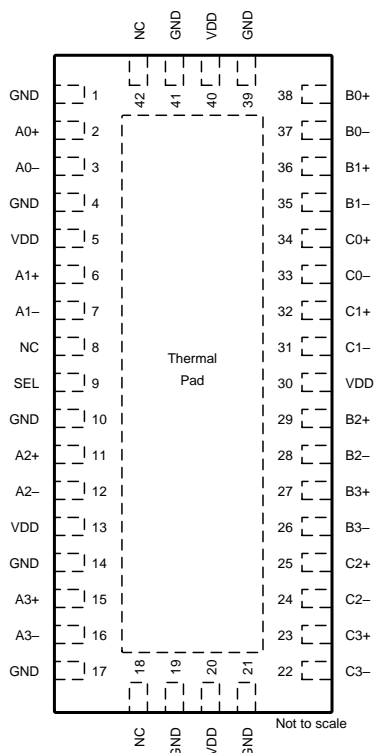 NC GND VDD GND
42 41 40 39
GND 1 38 B0+
A0+ 2 37 B0–
A0– 3 36 B1+
GND 4 35 B1–
VDD 5 34 C0+
A1+ 6 33 C0–
A1– 7 32 C1+
NC 8 31 C1–
SEL 9 30 VDD
GND 10 29 B2+
A2+ 11 28 B2–
A2– 12 27 B3+
VDD 13 26 B3–
GND 14 25 C2+
A3+ 15 24 C2–
A3– 16 23 C3+
GND 17 22 C3–
Thermal
Pad
18 19 20 21
NC GND VDD GND
Not to scale